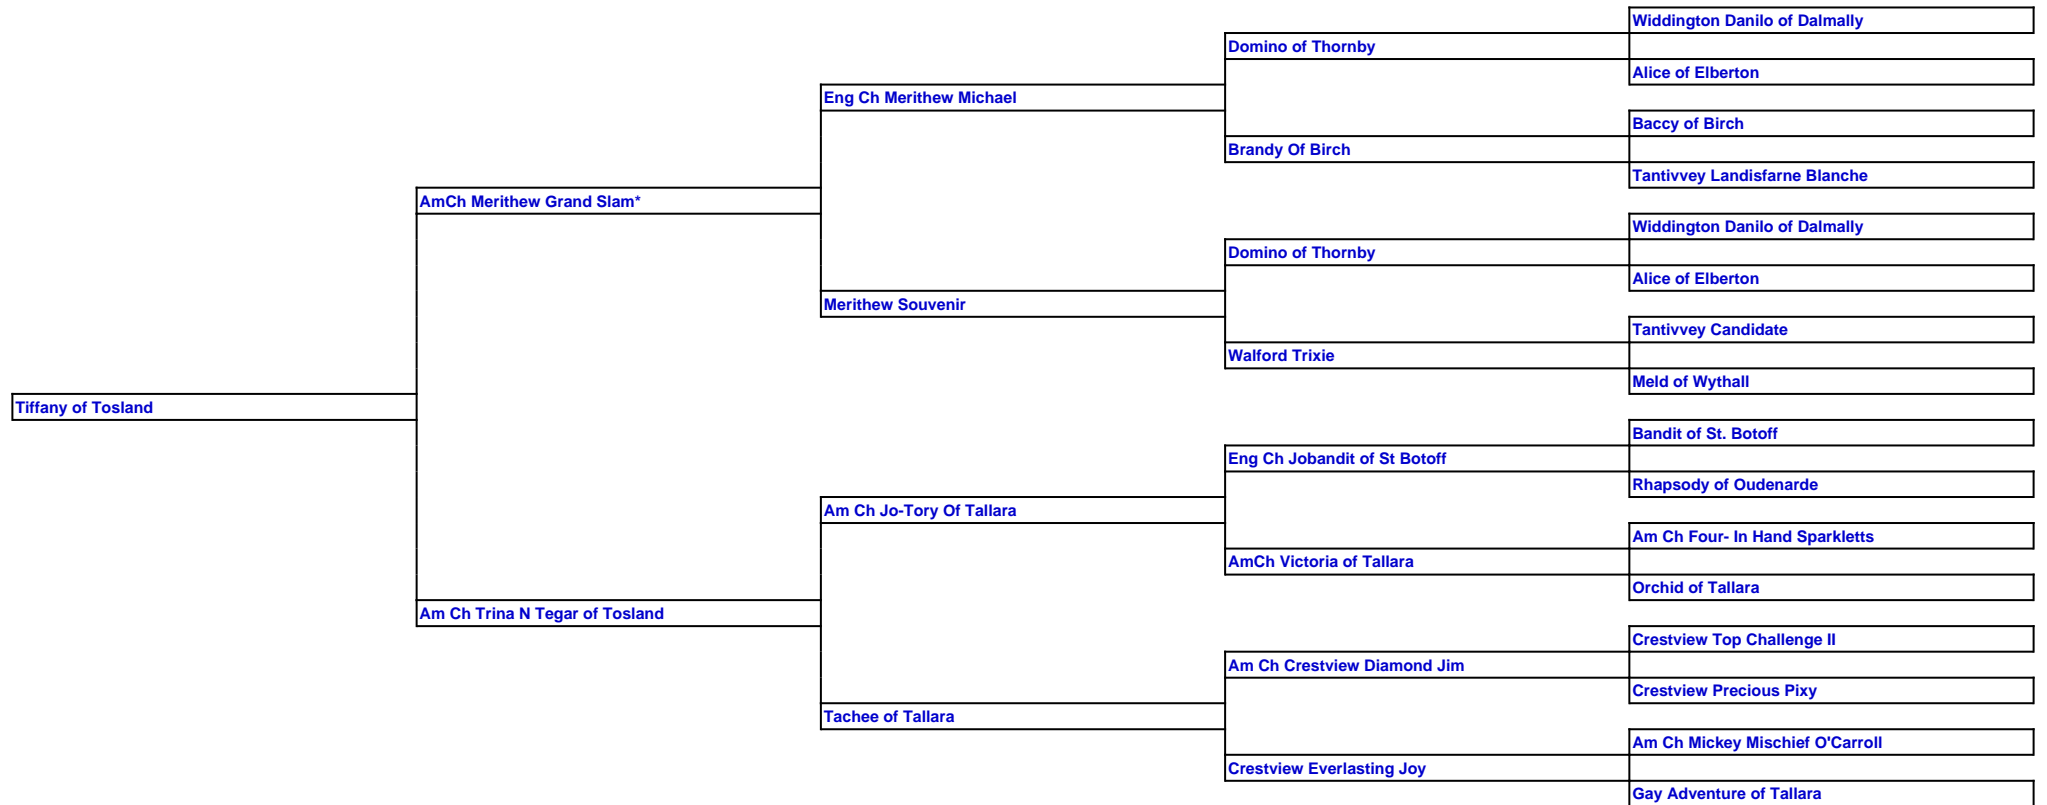 Widdington Danilo of Dalmally
Domino of Thornby
Alice of Elberton
Eng Ch Merithew Michael
Baccy of Birch
Brandy Of Birch
Tantivvey Landisfarne Blanche
AmCh Merithew Grand Slam*
Widdington Danilo of Dalmally
Domino of Thornby
Alice of Elberton
Merithew Souvenir
Tantivvey Candidate
Walford Trixie
Meld of Wythall
Tiffany of Tosland
Bandit of St. Botoff
Eng Ch Jobandit of St Botoff
Rhapsody of Oudenarde
Am Ch Jo-Tory Of Tallara
Am Ch Four- In Hand Sparkletts
AmCh Victoria of Tallara
Orchid of Tallara
Am Ch Trina N Tegar of Tosland
Crestview Top Challenge II
Am Ch Crestview Diamond Jim
Crestview Precious Pixy
Tachee of Tallara
Am Ch Mickey Mischief O'Carroll
Crestview Everlasting Joy
Gay Adventure of Tallara